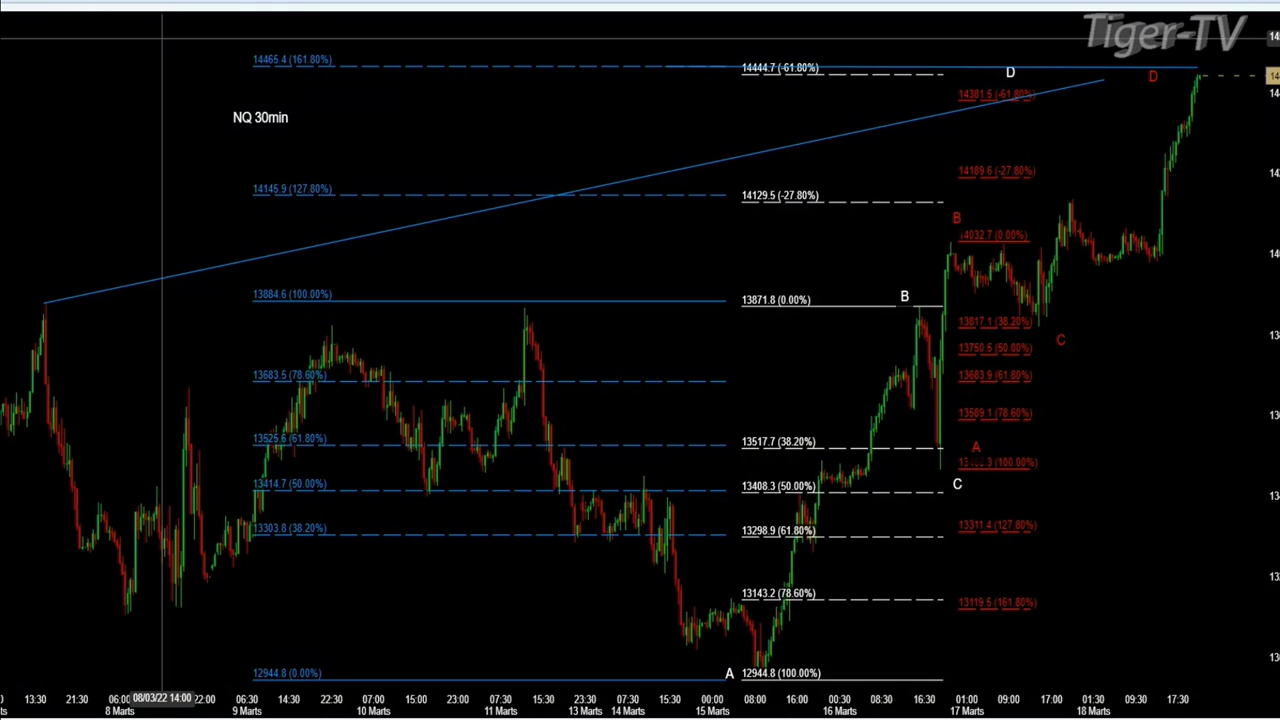 Tiger-TV
14465.4 (161.80%)
14444.7 (-61.80%)
D
D
14381.5 (-61.80%)
NQ 30min
14189.6 (-27.80%)
14145.9 (127.80%)
14129.5 (-27.80%)
B
14032.7 (0.00%)
13884.6 (100.00%)
13871.8 (0.00%)
B
13817.1 (38.20%)
C
13750.5 (50.00%)
13683.5 (78.60%)
13683.9 (61.80%)
13589.1 (78.60%)
13525.6 (61.80%)
13517.7 (38.20%)
A
(100.00%)
13414.7 (50.00%)
13408.3 (50.00%)
C
13303.8 (38.20%)
13298.9 (61.80%)
13311.4 (127.80%)
13143.2 (78.60%)
13119.5 (161.80%)
12944.8 (0.00%)
A
12944.8 (100.00%)
13:30 21:30 06:00 08/03/22 14:00 22:00 06:30 14:30 22:30 07:00 15:00 23:00 07:30 15:30 23:30 07:30 15:30 00:00 08:00 16:00 00:30 08:30 16:30 01:00 09:00 17:00 01:30 09:30 17:30
8 Marts 9 Marts 10 Marts 11 Marts 13 Marts 14 Marts 15 Marts 16 Marts 17 Marts 18 Marts